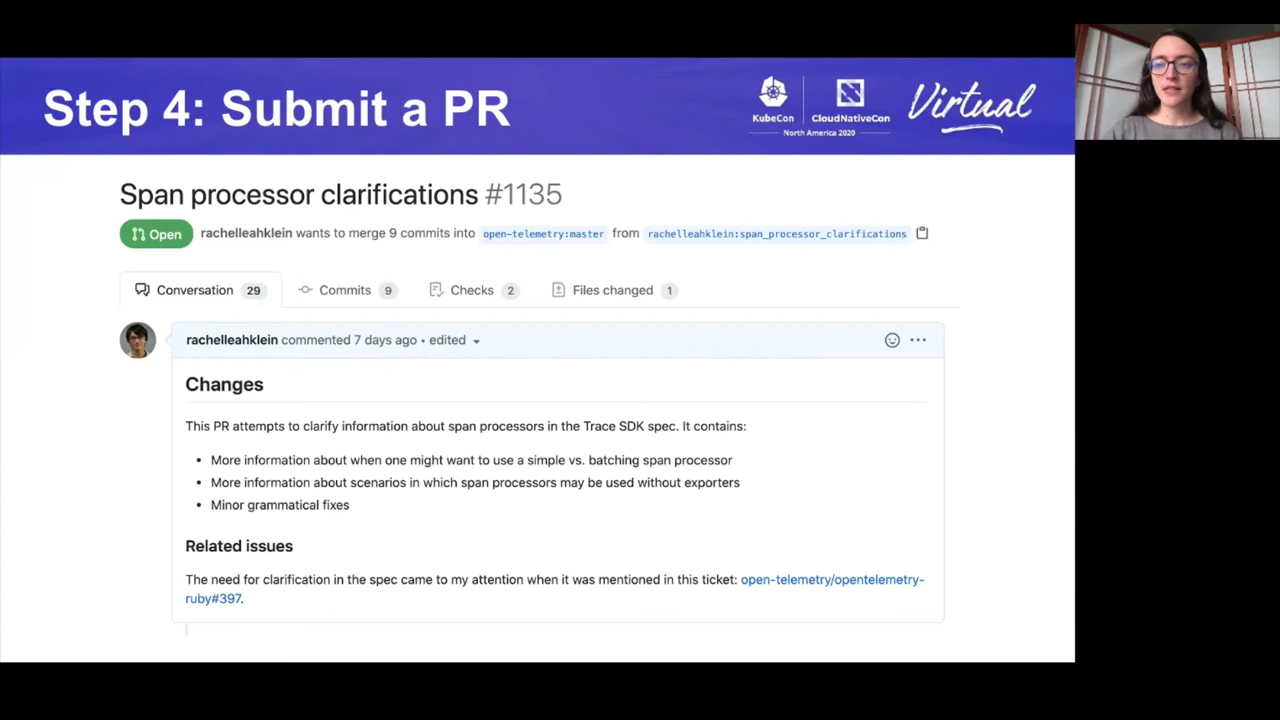 Step 4: Submit a PR
KubeCon
CloudNativeCon
North America 2020
Virtual
Span processor clarifications #1135
Open
rachelleahklein wants to merge 9 commits into open-telemetry:master from rachelleahklein:span_processor_clarifications
Conversation 29
Commits 9
Checks 2
Files changed 1
rachelleahklein commented 7 days ago • edited
Changes
This PR attempts to clarify information about span processors in the Trace SDK spec. It contains:
• More information about when one might want to use a simple vs. batching span processor
• More information about scenarios in which span processors may be used without exporters
• Minor grammatical fixes
Related issues
The need for clarification in the spec came to my attention when it was mentioned in this ticket: open-telemetry/opentelemetry-
ruby#397.